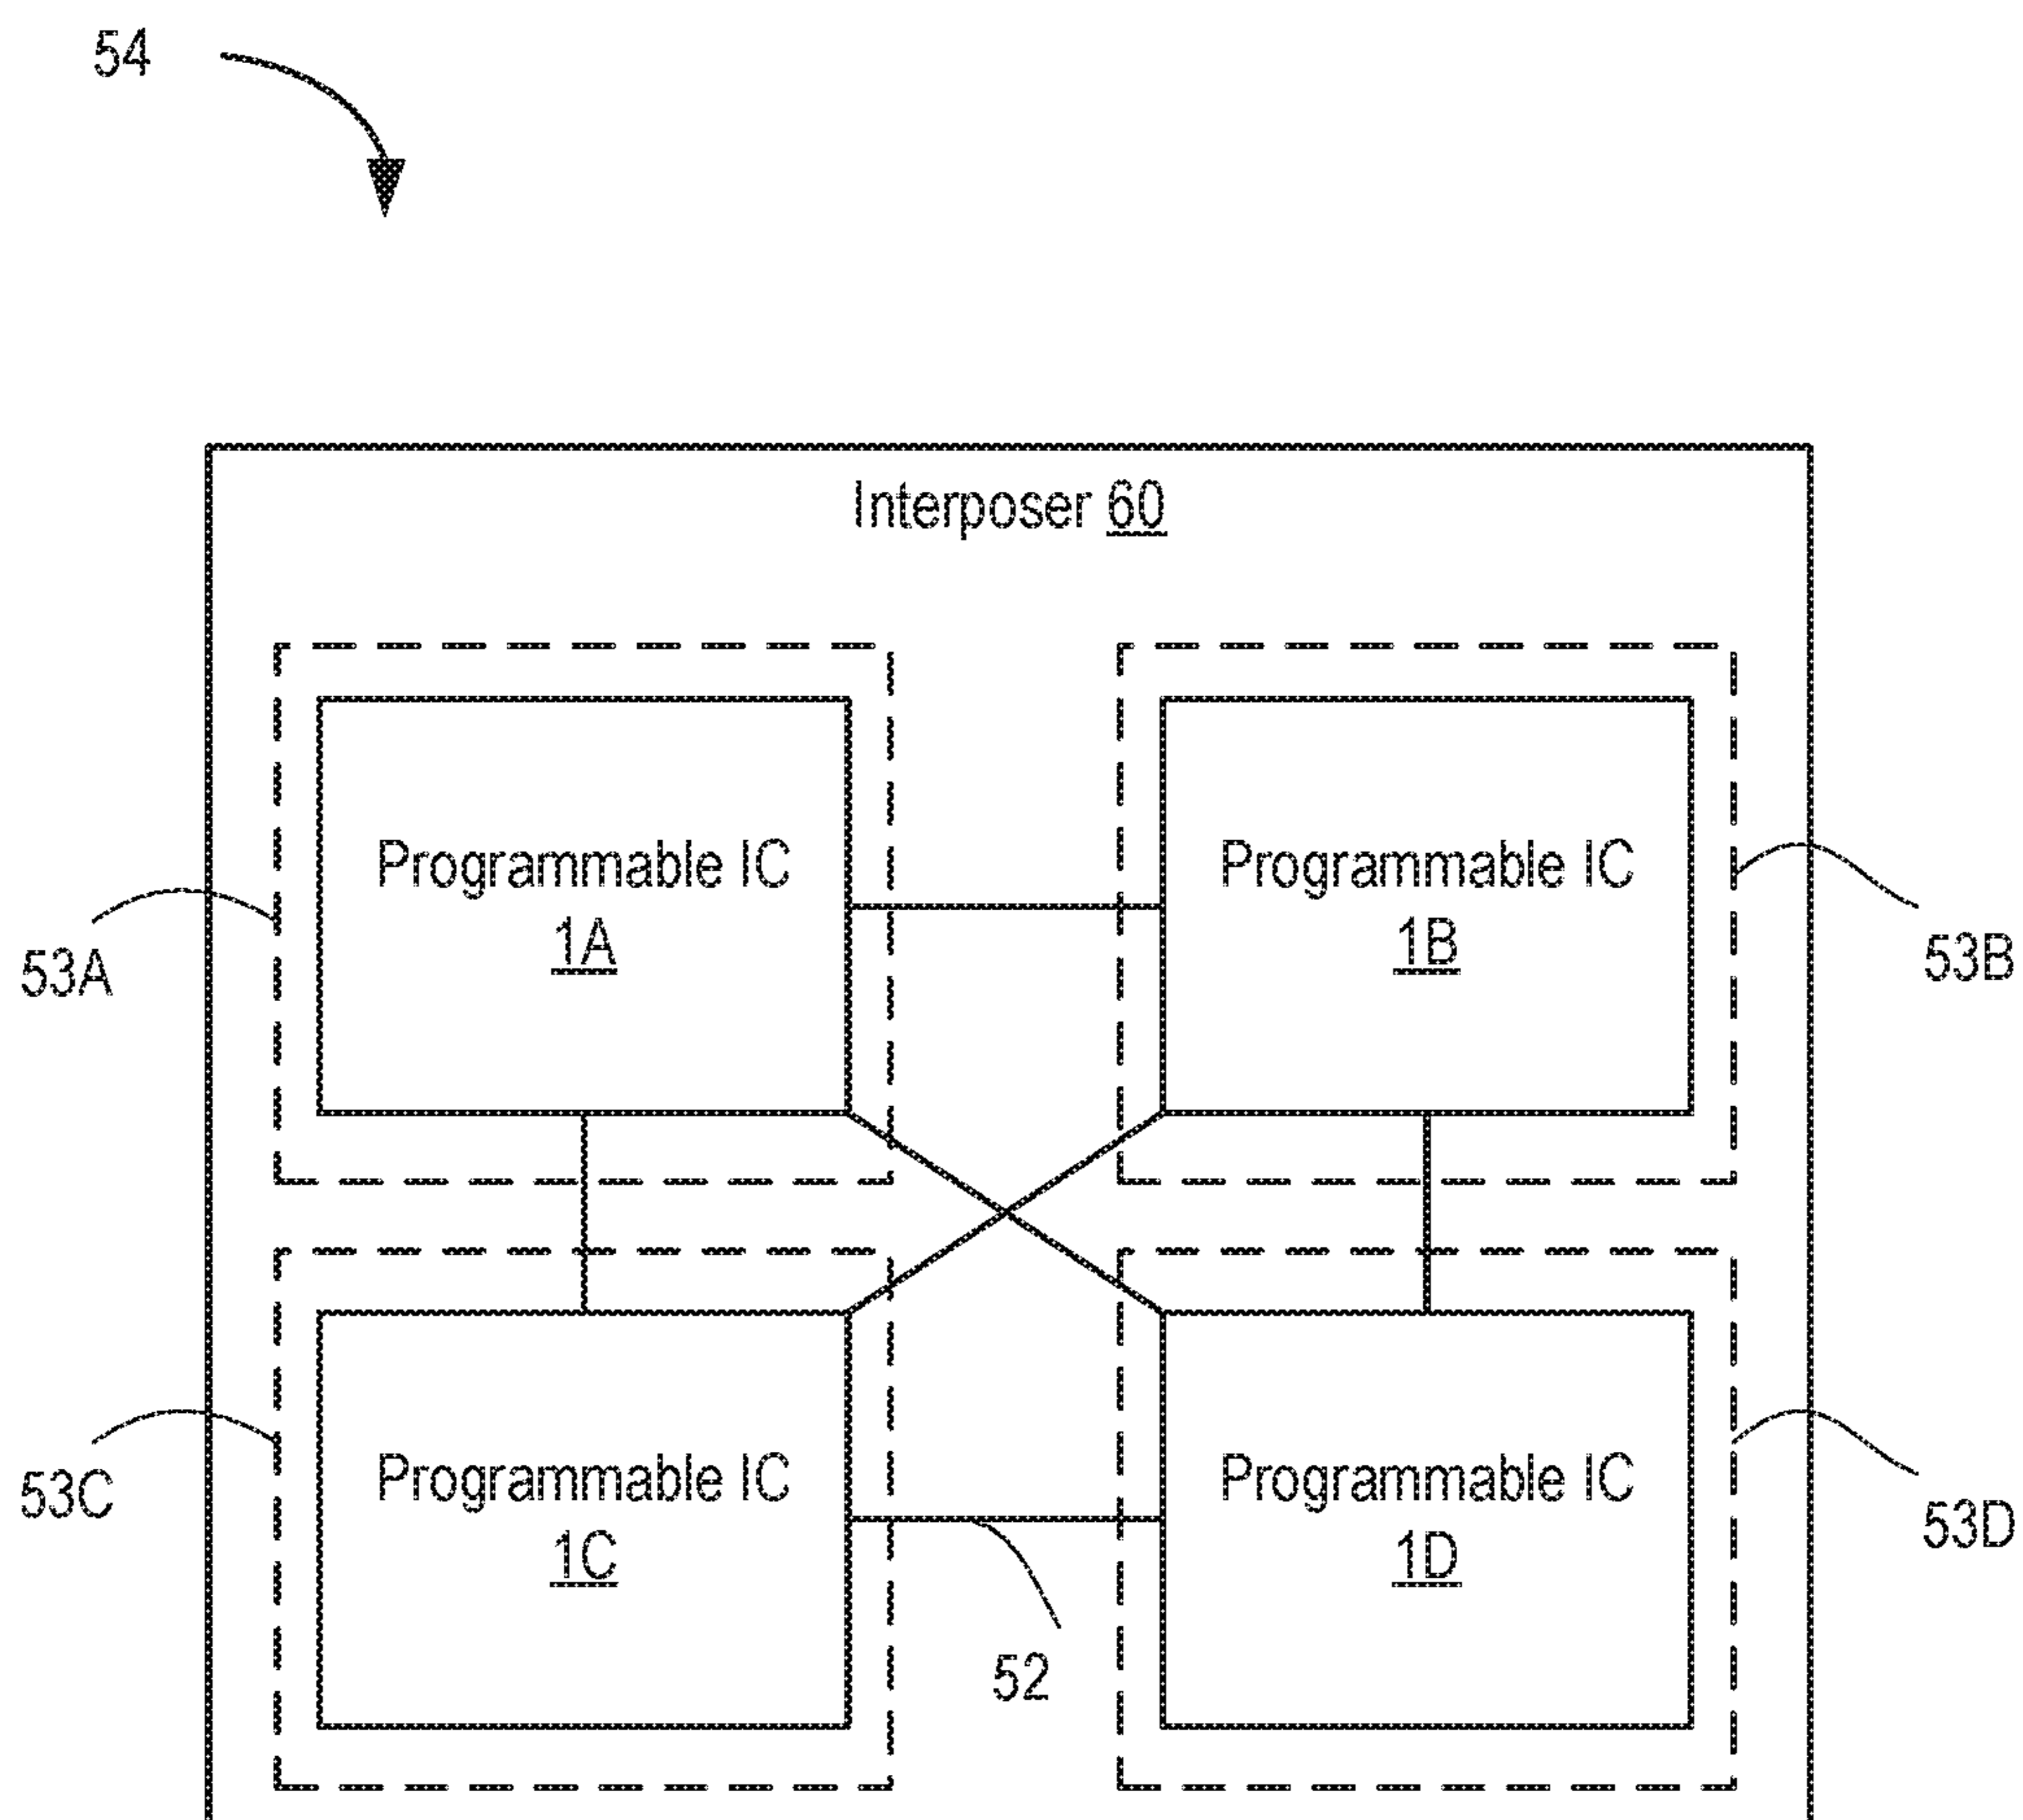 54
Interposer 60
Programmable IC
1A
Programmable IC
1B
53A
53B
Programmable IC
1C
Programmable IC
1D
53C
53D
52